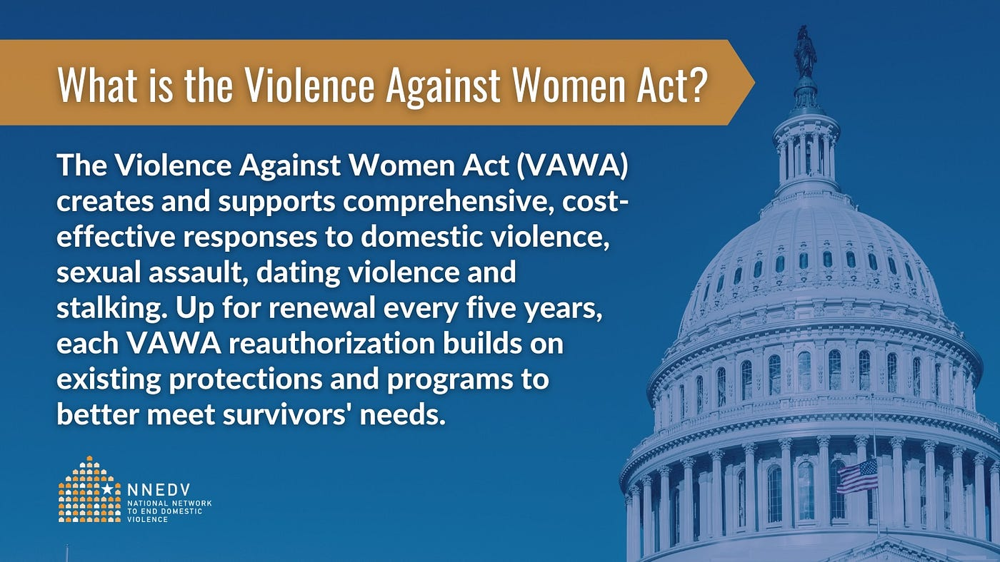 What is the Violence Against Women Act?
The Violence Against Women Act (VAWA)
creates and supports comprehensive, cost-
effective responses to domestic violence,
sexual assault, dating violence and
stalking. Up for renewal every five years,
each VAWA reauthorization builds on
existing protections and programs to
better meet survivors' needs.
NNEDV
NATIONAL NETWORK
TO END DOMESTIC
VIOLENCE